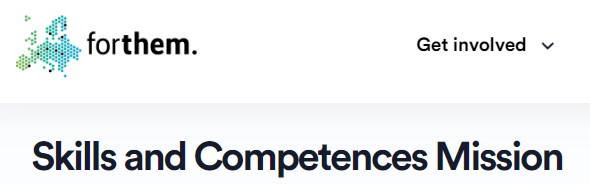 forthem.
Get involved
Skills and Competences Mission